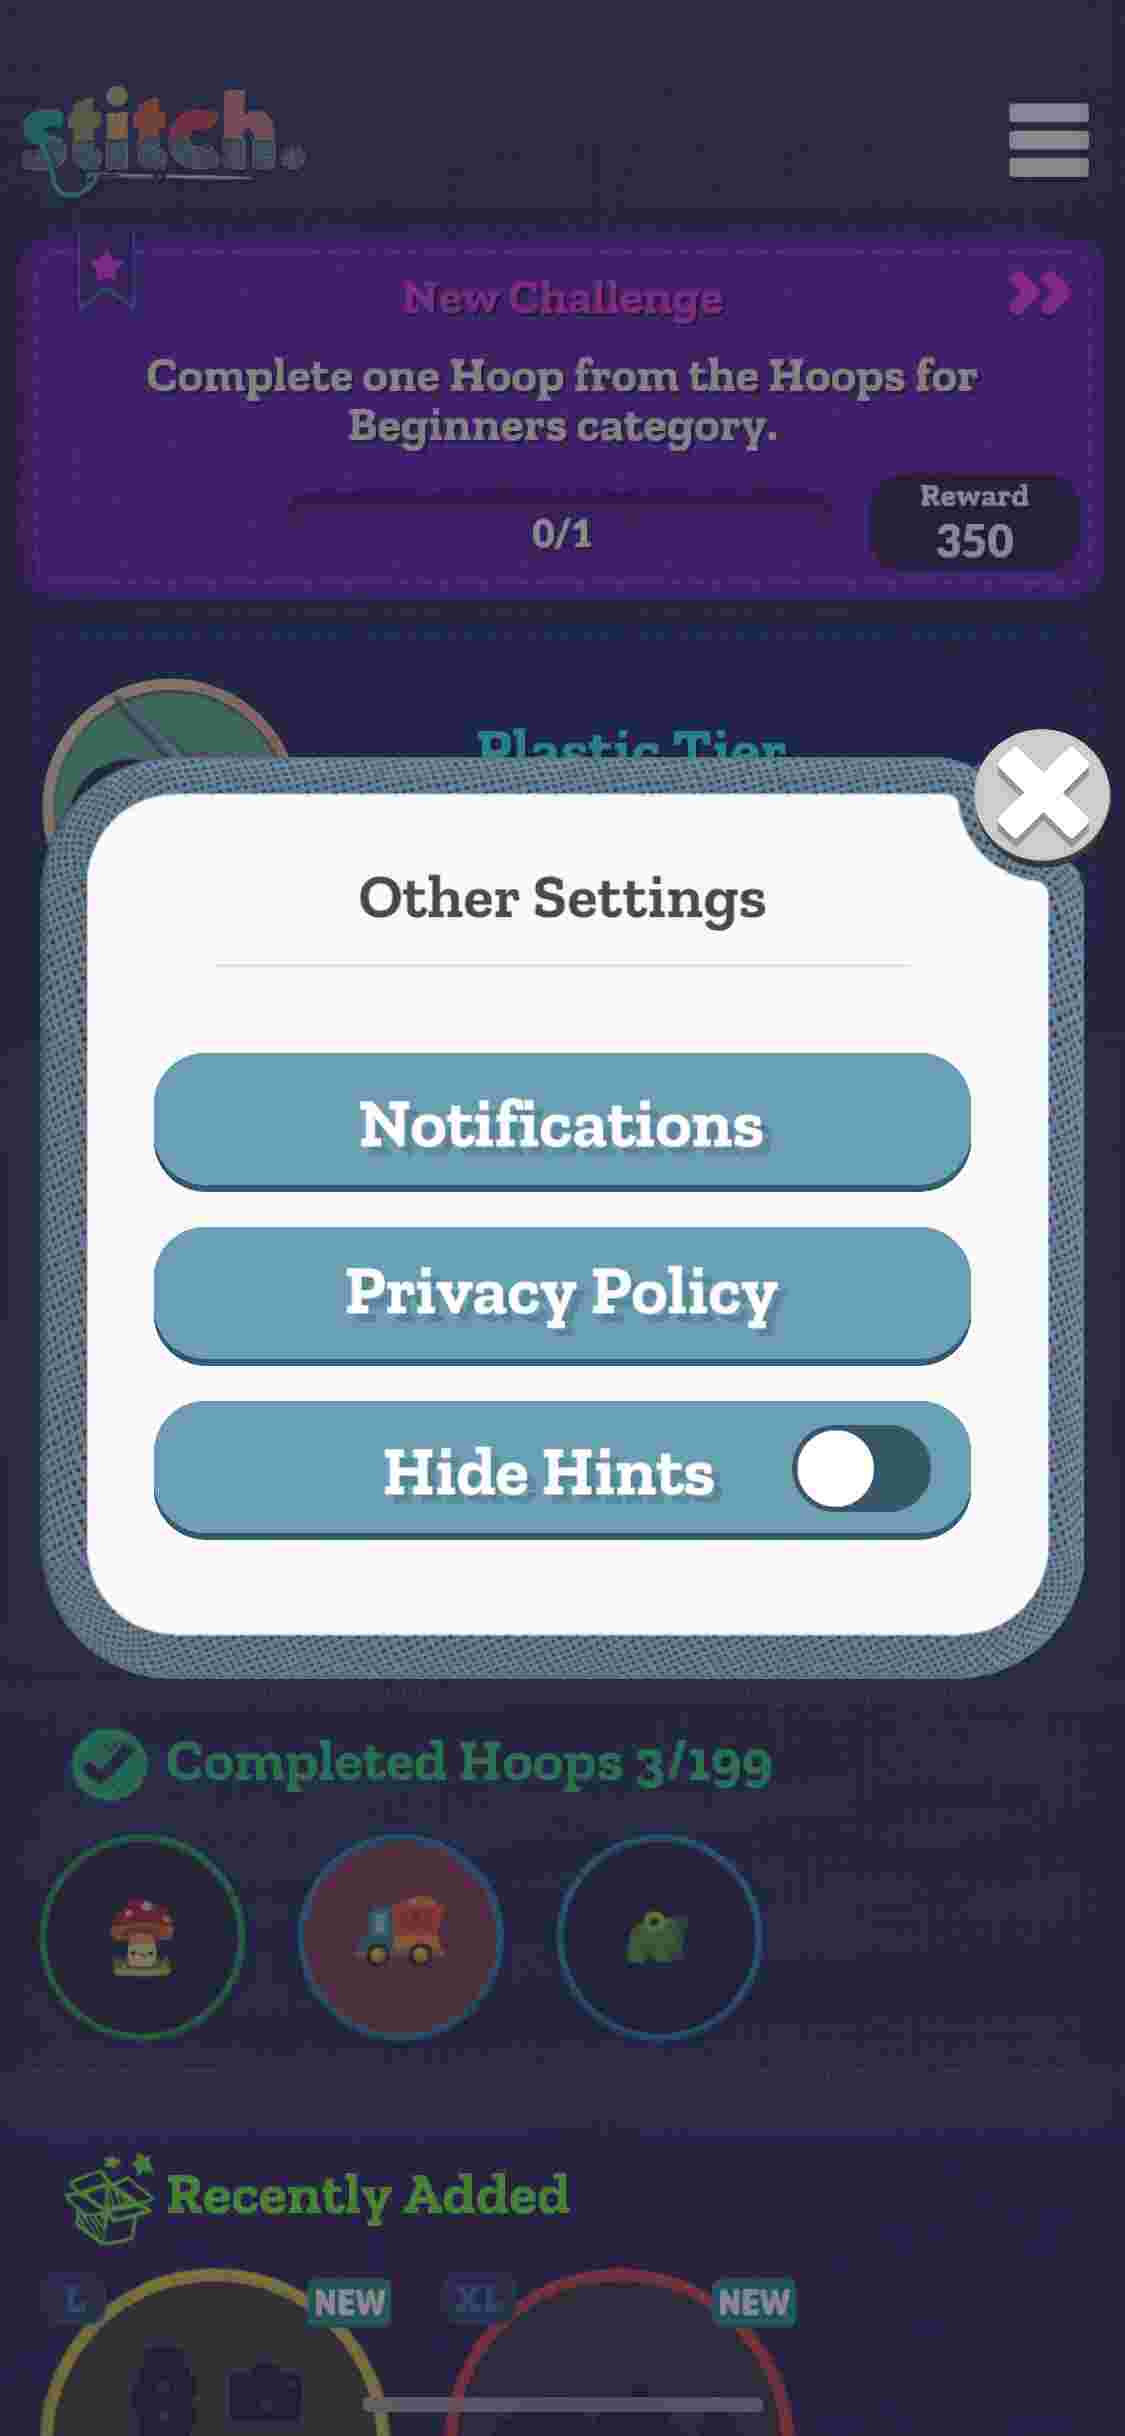 stitch.
New Challenge
Complete one Hoop from the Hoops for
Beginners category.
0/1
Reward
350
Plastic Tier
Other Settings
Notifications
Privacy Policy
Hide Hints
Completed Hoops 3/199
Recently Added
L
NEW
XL
NEW